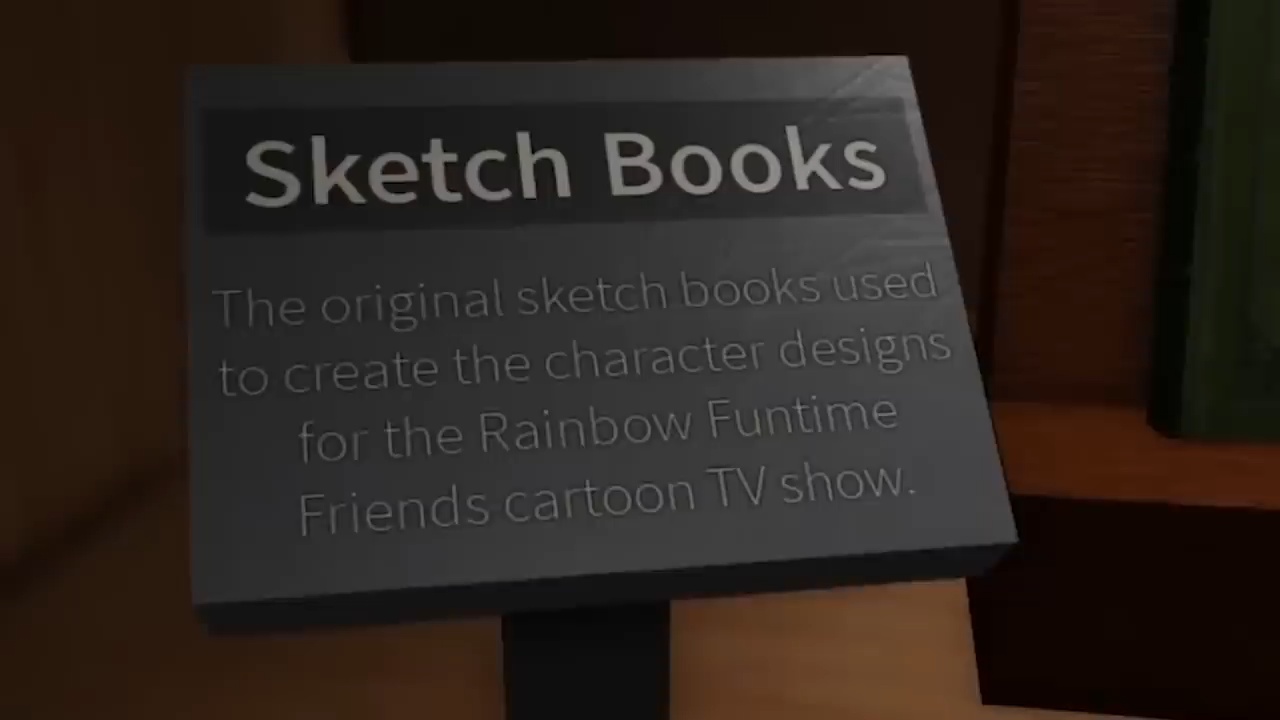 Sketch Books
The original sketch books used
to create the character designs
for the Rainbow Funtime
Friends cartoon TV show.